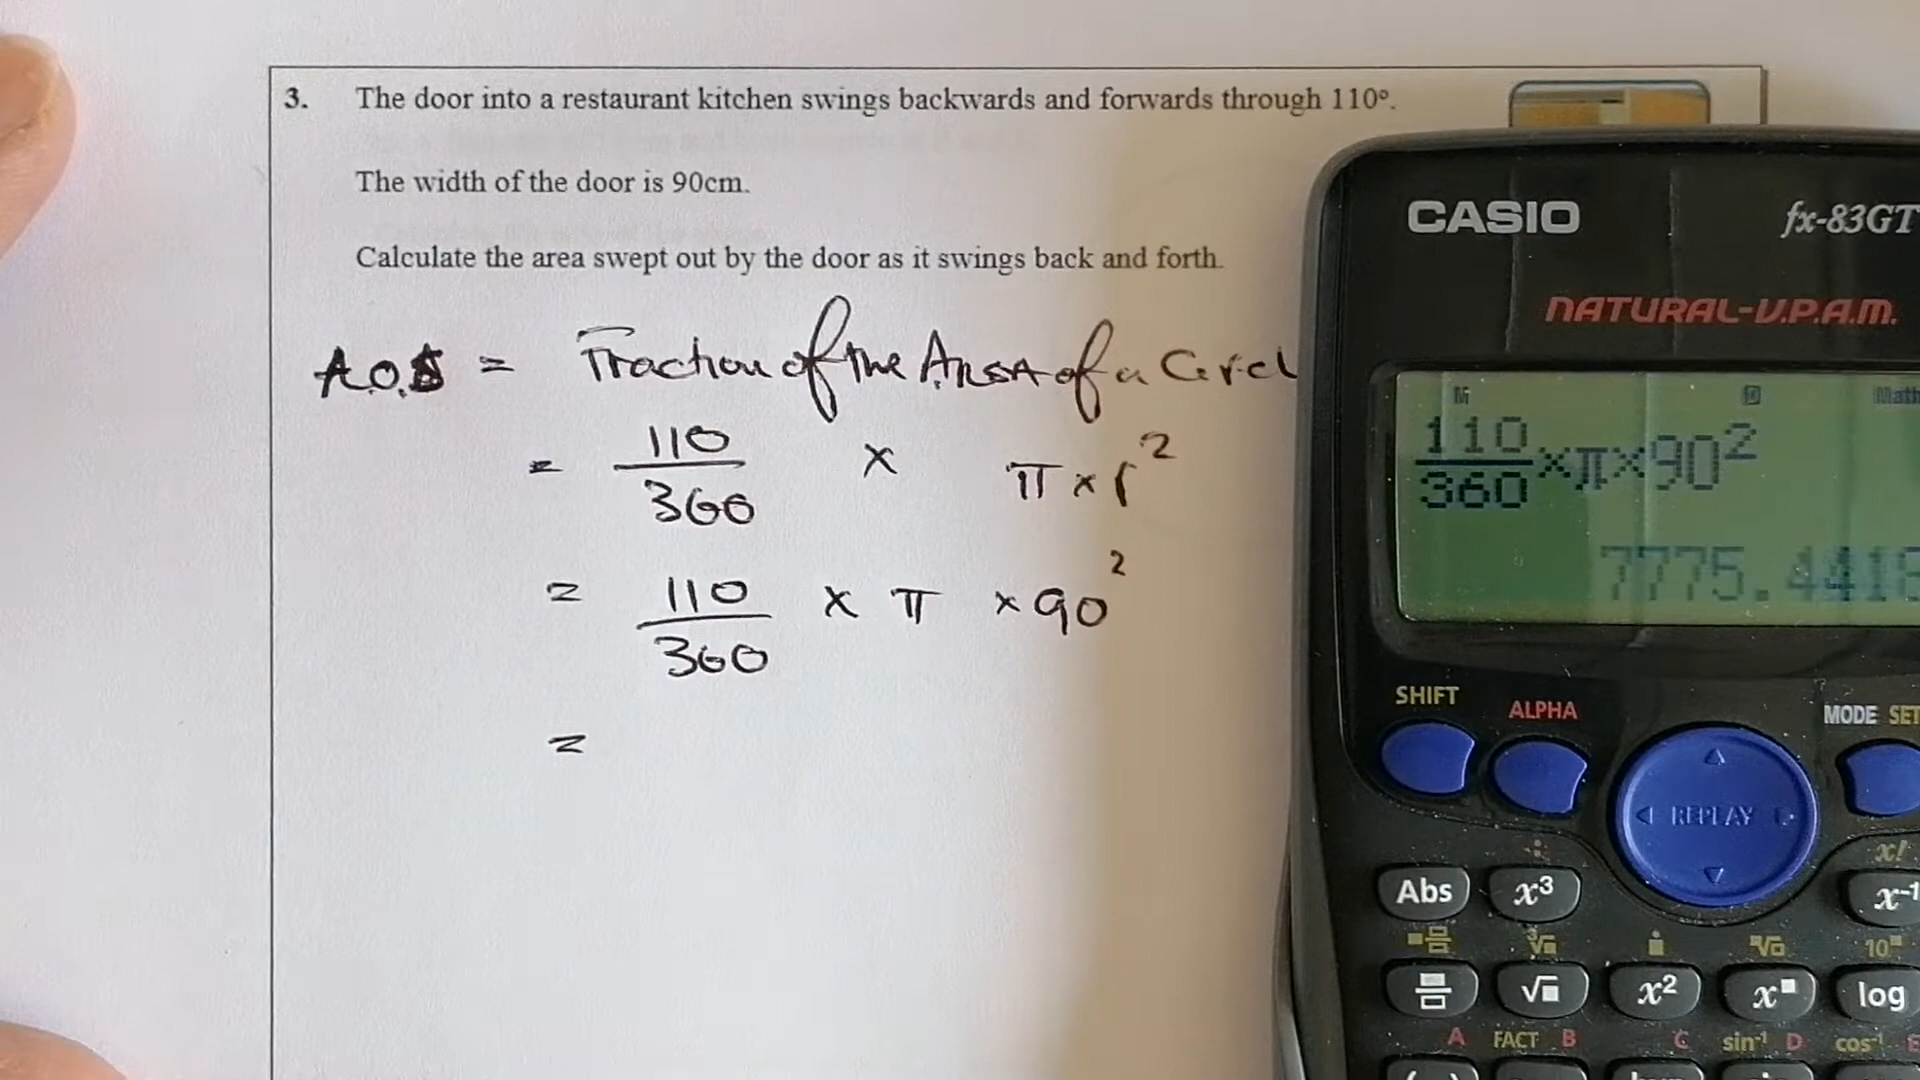 3. The door into a restaurant kitchen swings backwards and forwards through 110°.
The width of the door is 90cm.
Calculate the area swept out by the door as it swings back and forth.
A.O.S = Fraction of the Area of a Circl
= 110/360 × π × r²
= 110/360 × π × 90²
=
CASIO fx-83GT
NATURAL-V.P.A.M.
M D Math
110/360×π×90²
7775.4418
SHIFT ALPHA MODE SET
REPLAY
x!
Abs x³ x⁻¹
³√ 10
√ x² x log
A FACT B C sin⁻¹ D cos⁻¹ E